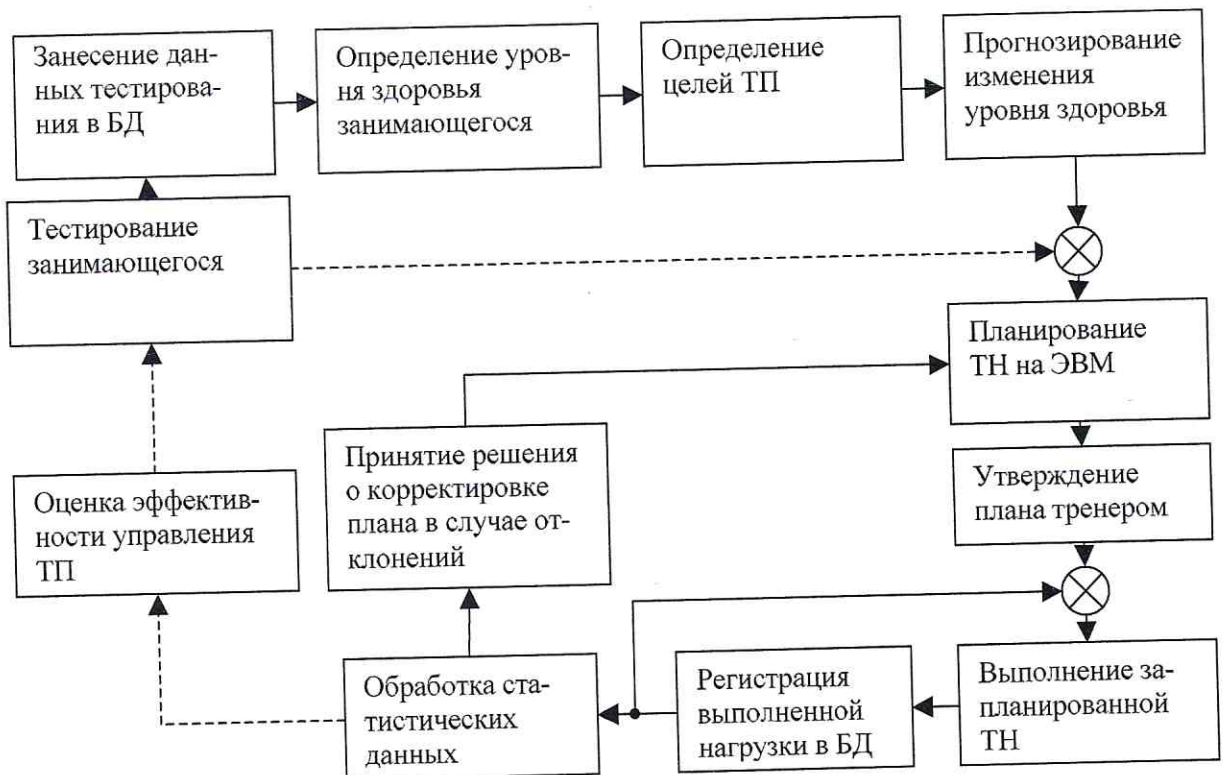 Занесение дан-
ных тестирова-
ния в БД
Определение уров-
ня здоровья
занимающегося
Определение
целей ТП
Прогнозирование
изменения
уровня здоровья
Тестирование
занимающегося
Планирование
ТН на ЭВМ
Принятие решения
о корректировке
плана в случае от-
клонений
Утверждение
плана тренером
Оценка эффектив-
ности управления
ТП
Обработка ста-
тистических
данных
Регистрация
выполненной
нагрузки в БД
Выполнение за-
планированной
ТН